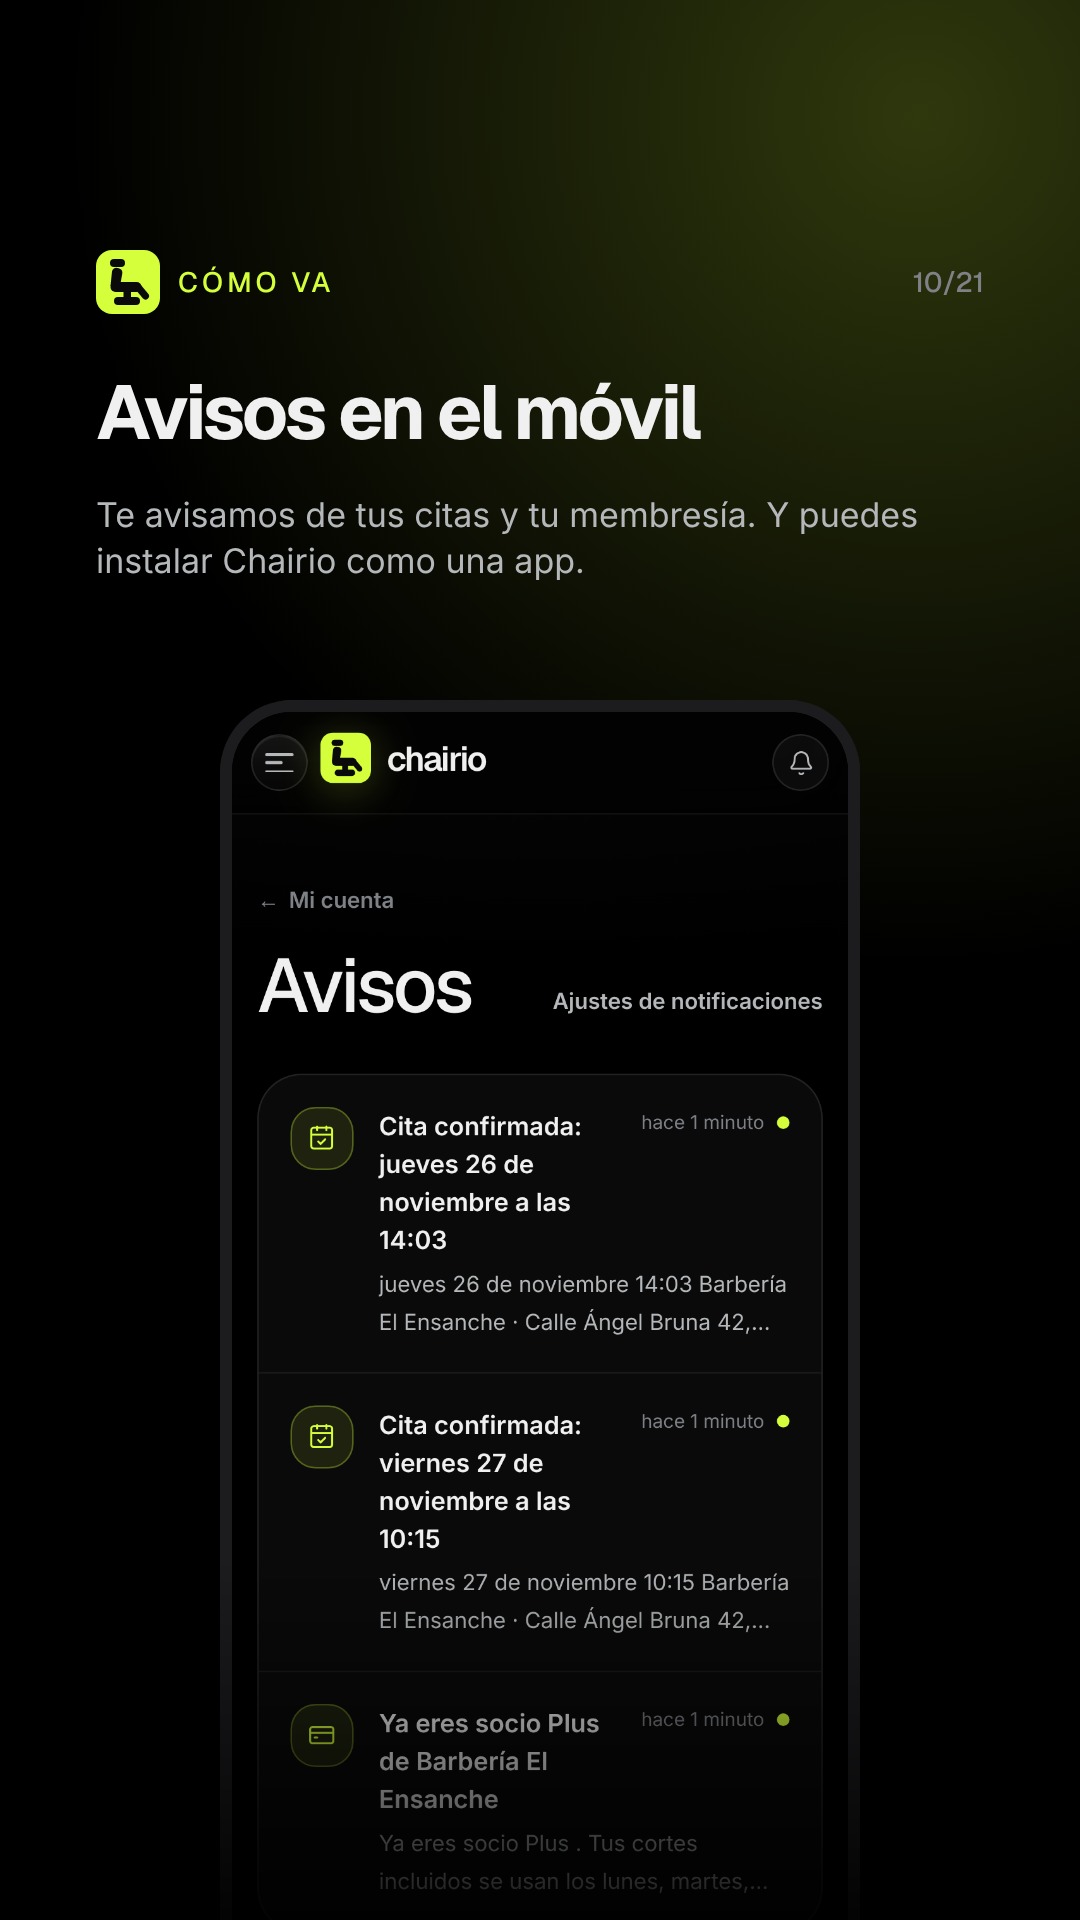 CÓMO VA
10/21
Avisos en el móvil
Te avisamos de tus citas y tu membresía. Y puedes
instalar Chairio como una app.
chairio
← Mi cuenta
Avisos
Ajustes de notificaciones
Cita confirmada:
jueves 26 de
noviembre a las
14:03
hace 1 minuto
jueves 26 de noviembre 14:03 Barbería
El Ensanche · Calle Ángel Bruna 42,...
Cita confirmada:
viernes 27 de
noviembre a las
10:15
hace 1 minuto
viernes 27 de noviembre 10:15 Barbería
El Ensanche · Calle Ángel Bruna 42,...
Ya eres socio Plus
de Barbería El
Ensanche
hace 1 minuto
Ya eres socio Plus . Tus cortes
incluidos se usan los lunes, martes,...